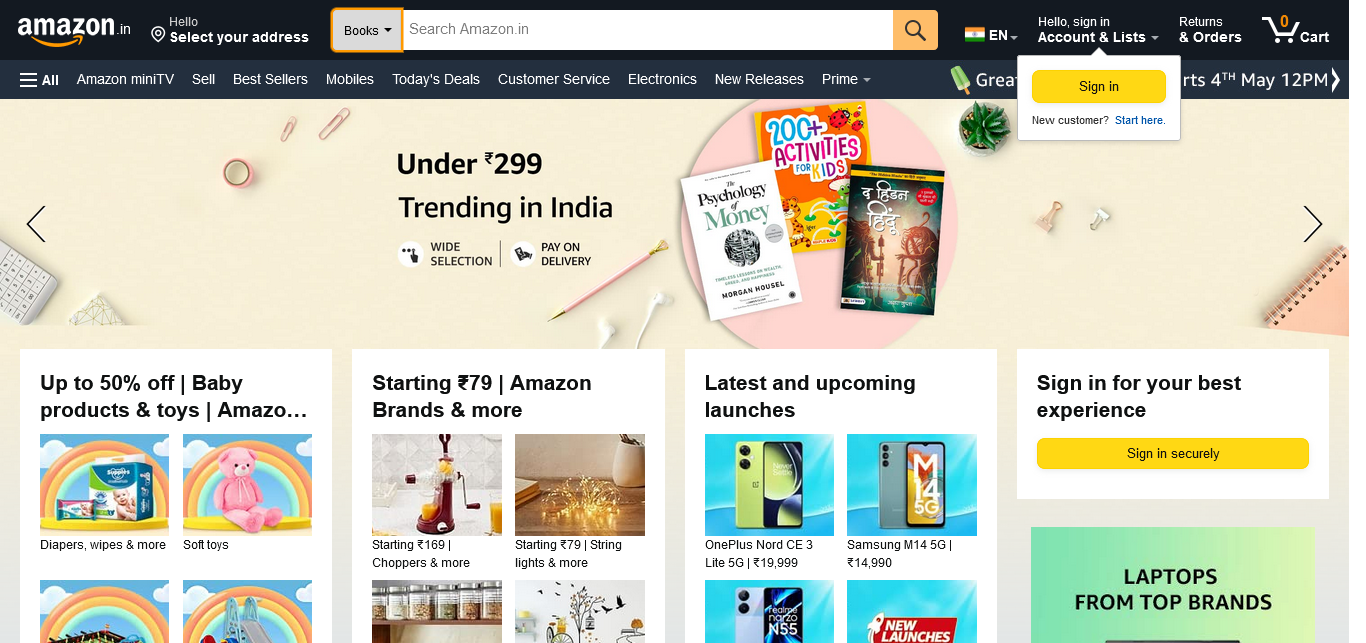 amazon.in
Hello
Select your address
Books
Search Amazon.in
EN
Hello, sign in
Account & Lists
Returns
& Orders
0
Cart
All
Amazon miniTV
Sell
Best Sellers
Mobiles
Today's Deals
Customer Service
Electronics
New Releases
Prime
Grea
rts 4TH May 12PM
Sign in
New customer? Start here.
Under ₹299
Trending in India
WIDE
SELECTION
PAY ON
DELIVERY
200+
ACTIVITIES
FOR KIDS
The
Psychology
of
Money
TIMELESS LESSONS ON WEALTH,
GREED, AND HAPPINESS
MORGAN HOUSEL
द हिडन
हिंदू
Up to 50% off | Baby
products & toys | Amazo…
Supples
Diapers, wipes & more
Soft toys
Starting ₹79 | Amazon
Brands & more
Starting ₹169 |
Choppers & more
Starting ₹79 | String
lights & more
Latest and upcoming
launches
Never
Settle
OnePlus Nord CE 3
Lite 5G | ₹19,999
M
14
5G
Samsung M14 5G |
₹14,990
realme
narzo
N55
NEW
LAUNCHES
Sign in for your best
experience
Sign in securely
LAPTOPS
FROM TOP BRANDS